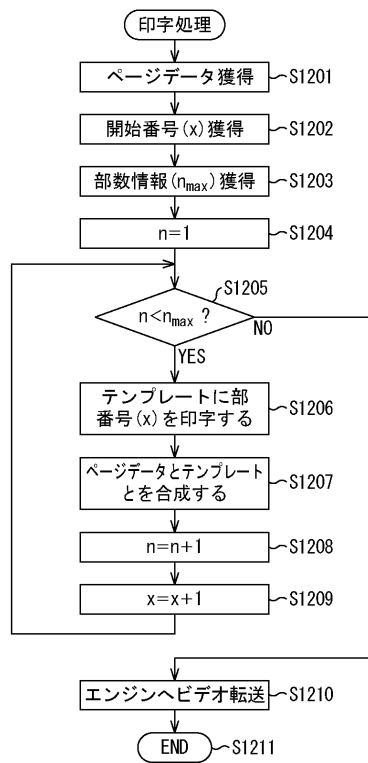 印字処理
ページデータ獲得 S1201
開始番号(x)獲得 S1202
部数情報(nmax)獲得 S1203
n=1 S1204
S1205
n<nmax ?
NO
YES
テンプレートに部
番号(x)を印字する S1206
ページデータとテンプレート
とを合成する S1207
n=n+1 S1208
x=x+1 S1209
エンジンへビデオ転送 S1210
END S1211